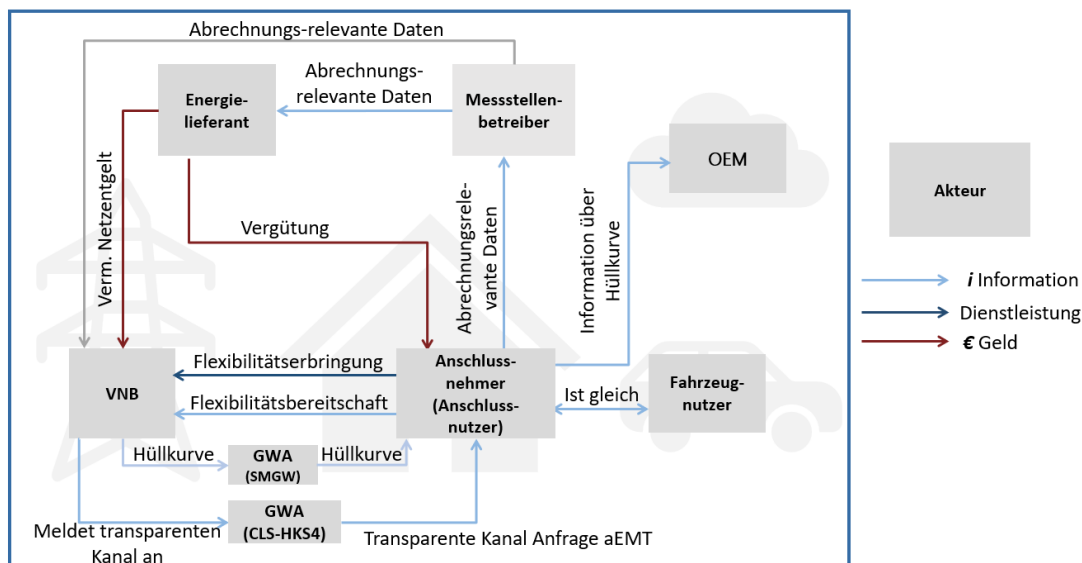 Abrechnungs-relevante Daten
Energie-
lieferant
Abrechnungs-
relevante Daten
Messstellen-
betreiber
OEM
Akteur
Verm. Netzentgelt
Vergütung
Abrechnungsrele-
vante Daten
Information über
Hüllkurve
i Information
Dienstleistung
€ Geld
VNB
Flexibilitätserbringung
Flexibilitätsbereitschaft
Anschluss-
nehmer
(Anschluss-
nutzer)
Ist gleich
Fahrzeug-
nutzer
Hüllkurve
GWA
(SMGW)
Hüllkurve
GWA
(CLS-HKS4)
Meldet transparenten
Kanal an
Transparente Kanal Anfrage aEMT